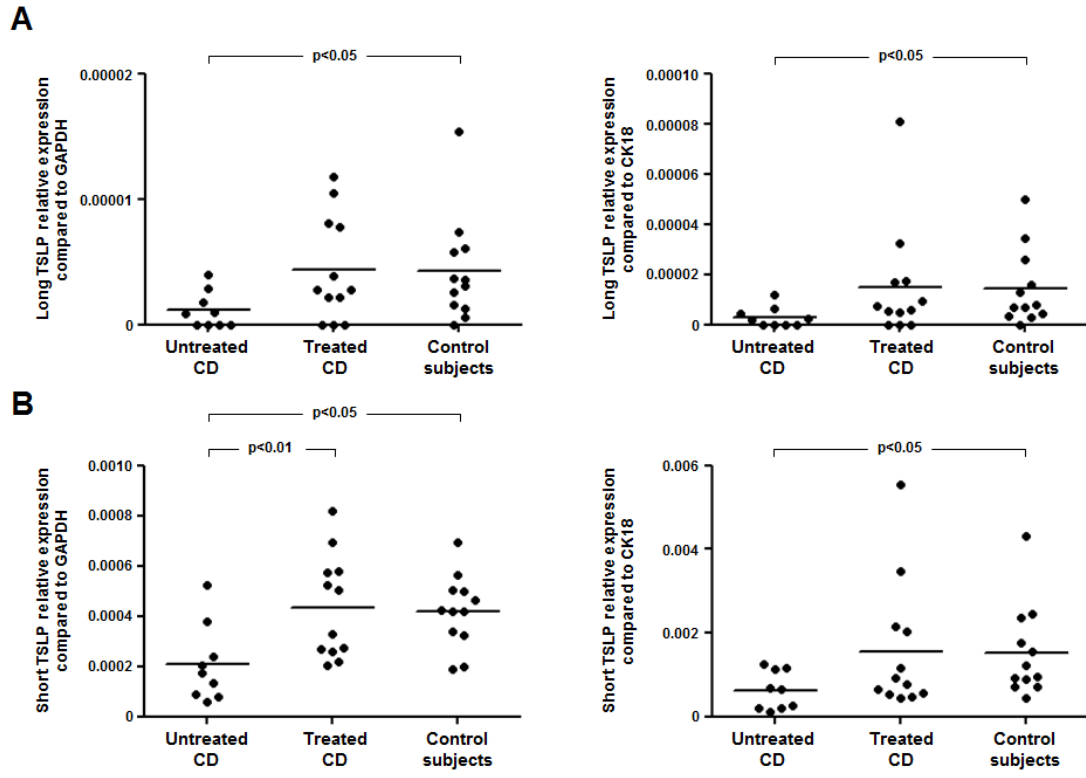 A
p<0.05
Long TSLP relative expression
compared to GAPDH
0.00002
0.00001
0
Untreated
CD
Treated
CD
Control
subjects
p<0.05
Long TSLP relative expression
compared to CK18
0.00010
0.00008
0.00006
0.00004
0.00002
0
Untreated
CD
Treated
CD
Control
subjects
B
p<0.05
p<0.01
Short TSLP relative expression
compared to GAPDH
0.0010
0.0008
0.0006
0.0004
0.0002
0
Untreated
CD
Treated
CD
Control
subjects
p<0.05
Short TSLP relative expression
compared to CK18
0.006
0.004
0.002
0
Untreated
CD
Treated
CD
Control
subjects